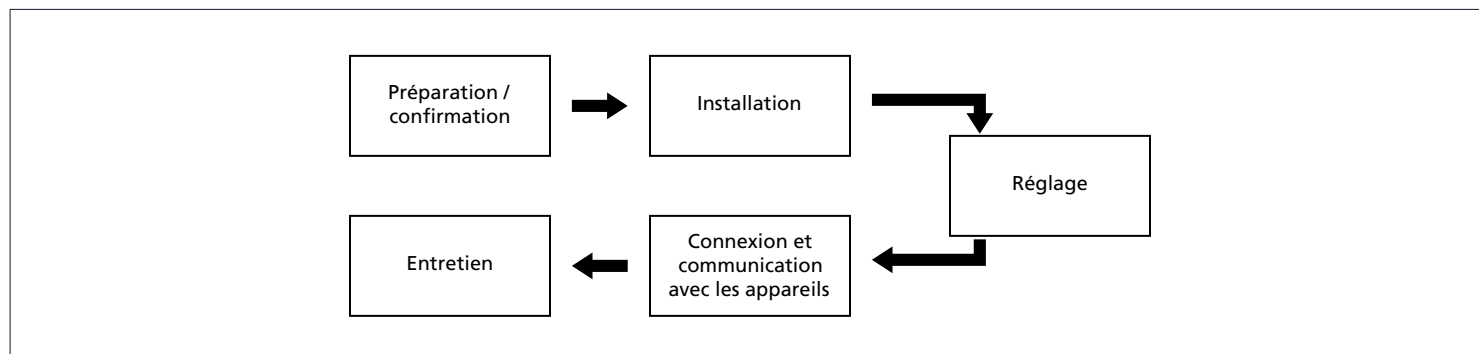 Préparation /
confirmation
Installation
Réglage
Connexion et
communication
avec les appareils
Entretien